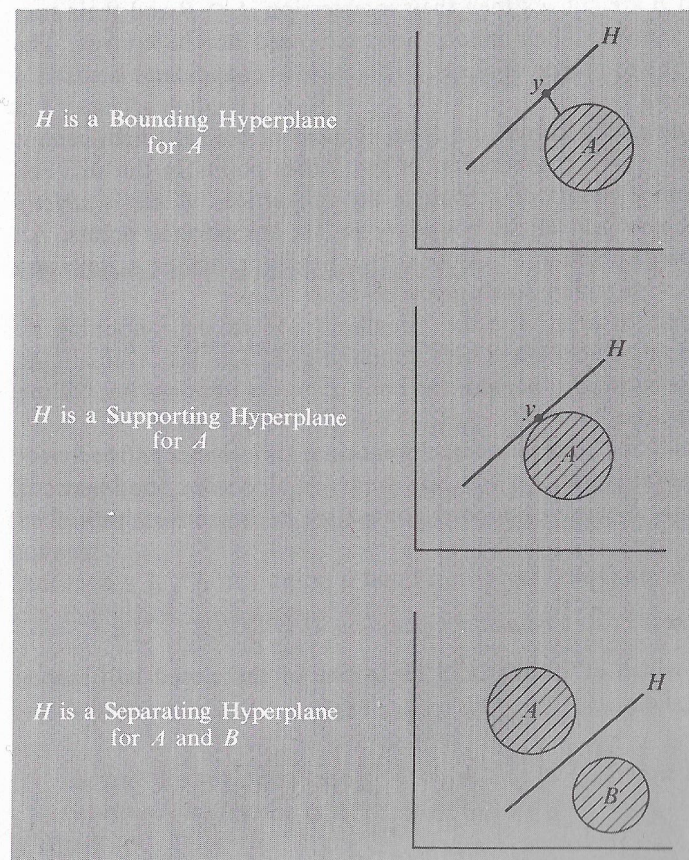 H
y
H is a Bounding Hyperplane
for A
A
H
y
H is a Supporting Hyperplane
for A
A
H
A
H is a Separating Hyperplane
for A and B
B